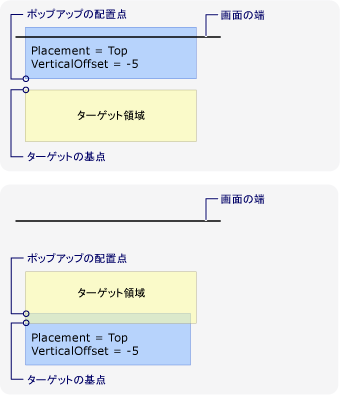 ポップアップの配置点
画面の端
Placement = Top
VerticalOffset = -5
ターゲット領域
ターゲットの基点
画面の端
ポップアップの配置点
ターゲット領域
Placement = Top
VerticalOffset = -5
ターゲットの基点